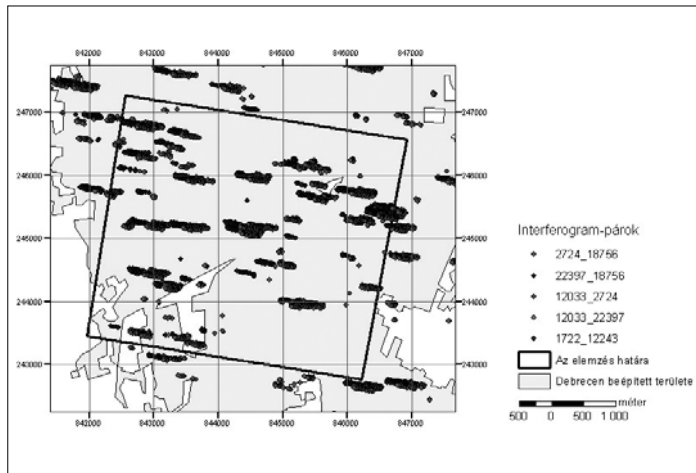 842000 843000 844000 845000 846000 847000
247000 247000
246000 246000
245000 245000
244000 244000
243000 243000
842000 843000 844000 845000 846000 847000
Interferogram-párok
2724_18756
22397_18756
12033_2724
12033_22397
1722_12243
Az elemzés határa
Debrecen beépített területe
méter
500 0 500 1 000